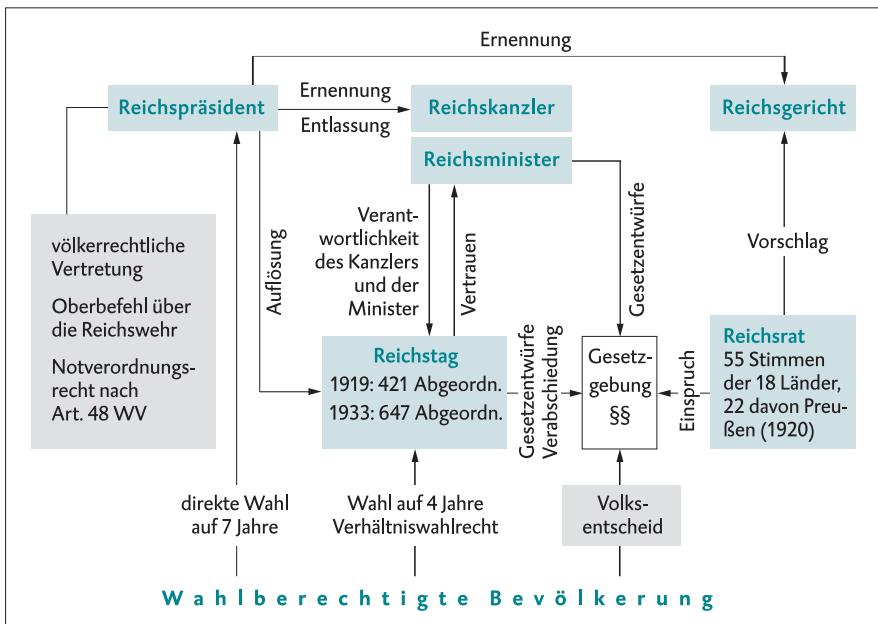 Ernennung
Reichspräsident
Ernennung
Entlassung
Reichskanzler
Reichsgericht
Reichsminister
völkerrechtliche
Vertretung
Oberbefehl über
die Reichswehr
Notverordnungs-
recht nach
Art. 48 WV
Auflösung
Verant-
wortlichkeit
des Kanzlers
und der
Minister
Vertrauen
Gesetzentwürfe
Vorschlag
Reichstag
1919: 421 Abgeordn.
1933: 647 Abgeordn.
Gesetzentwürfe
Verabschiedung
Gesetz-
gebung
§§
Einspruch
Reichsrat
55 Stimmen
der 18 Länder,
22 davon Preu-
ßen (1920)
direkte Wahl
auf 7 Jahre
Wahl auf 4 Jahre
Verhältniswahlrecht
Volks-
entscheid
Wahlberechtigte Bevölkerung